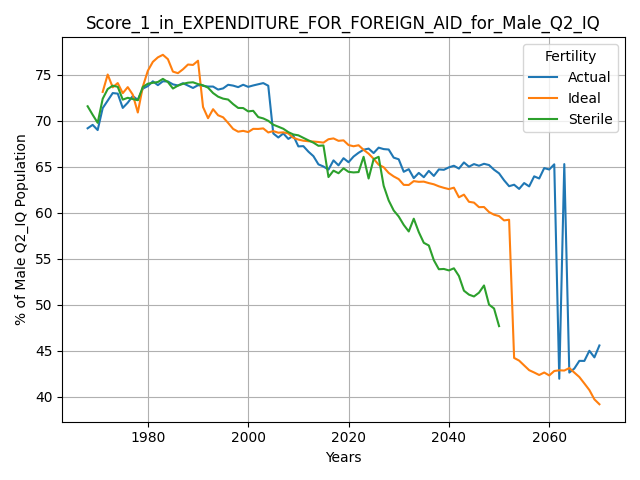 Score_1_in_EXPENDITURE_FOR_FOREIGN_AID_for_Male_Q2_IQ
% of Male Q2_IQ Population
75
70
65
60
55
50
45
40
Fertility
Actual
Ideal
Sterile
1980 2000 2020 2040 2060
Years